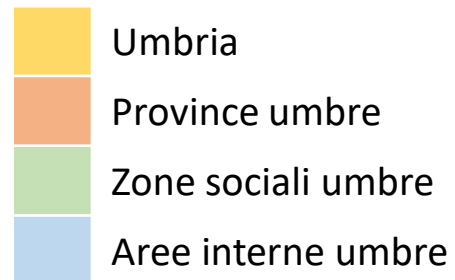 Umbria
Province umbre
Zone sociali umbre
Aree interne umbre